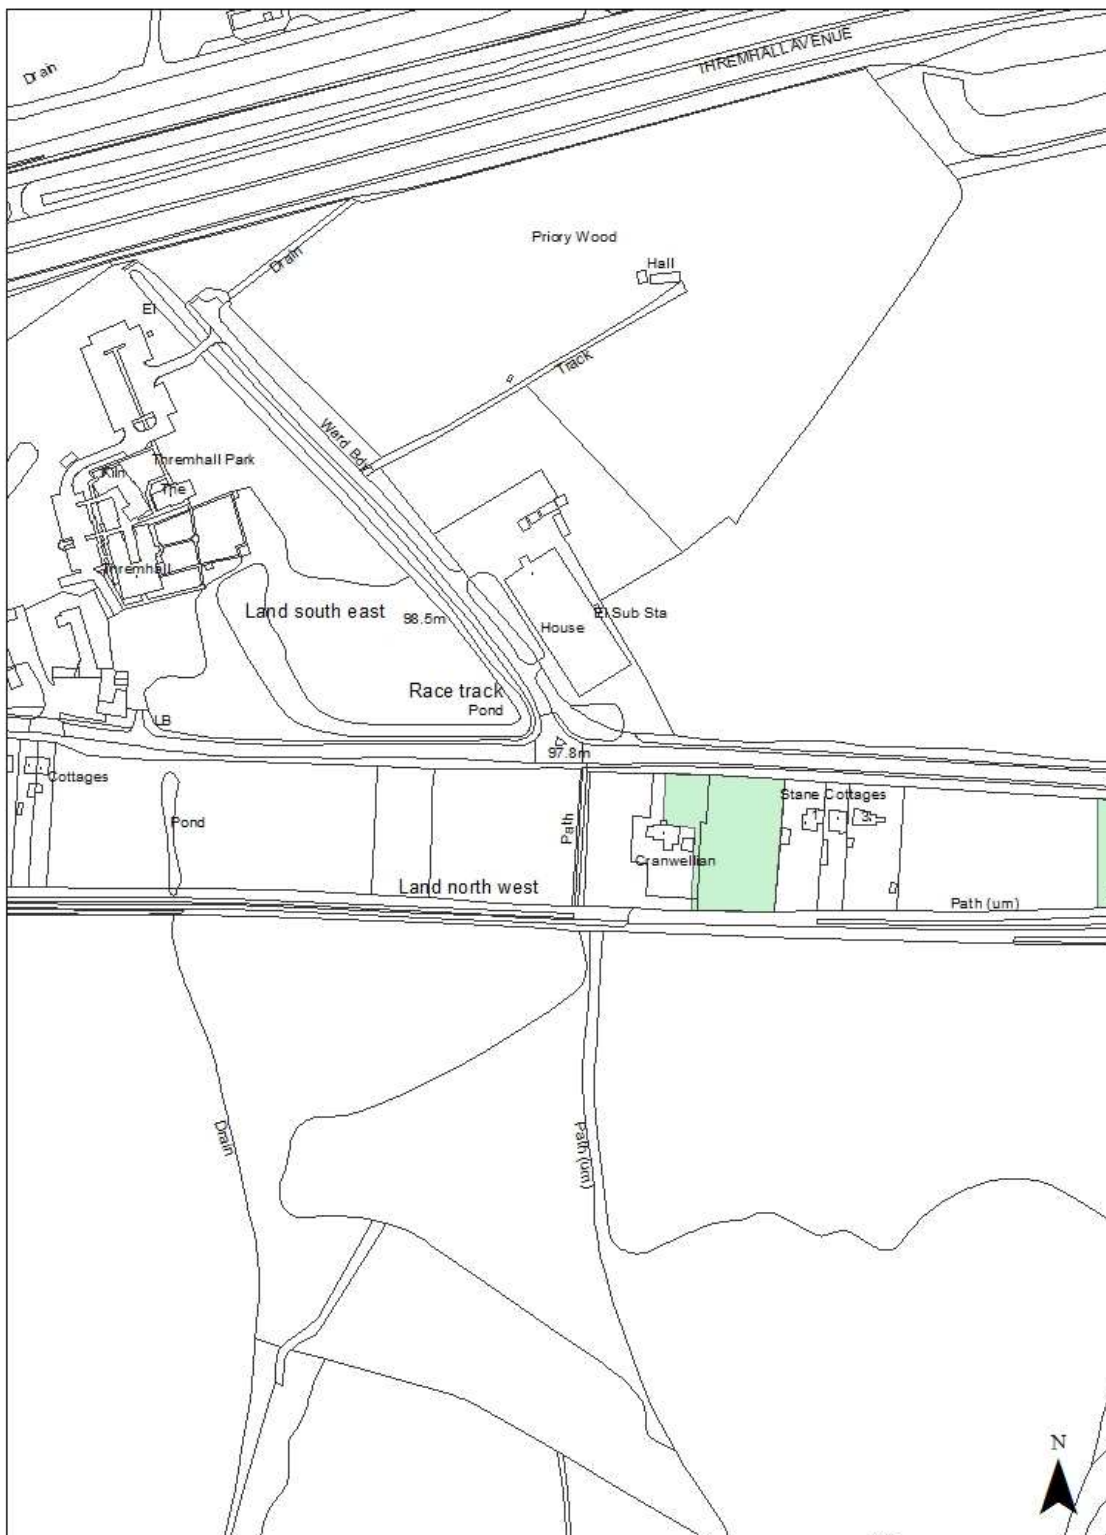 THREMHALL AVENUE
Drain
Priory Wood
Hall
Drain
El
Track
Ward Bdy
Thremhall Park
Kiln
The
Thremhall
Land south east
98.5m
El Sub Sta
House
Race track
Pond
LB
97.8m
Cottages
Stane Cottages
1
3
Pond
Path
Cranwellian
Land north west
Path (um)
Drain
Path (um)
N